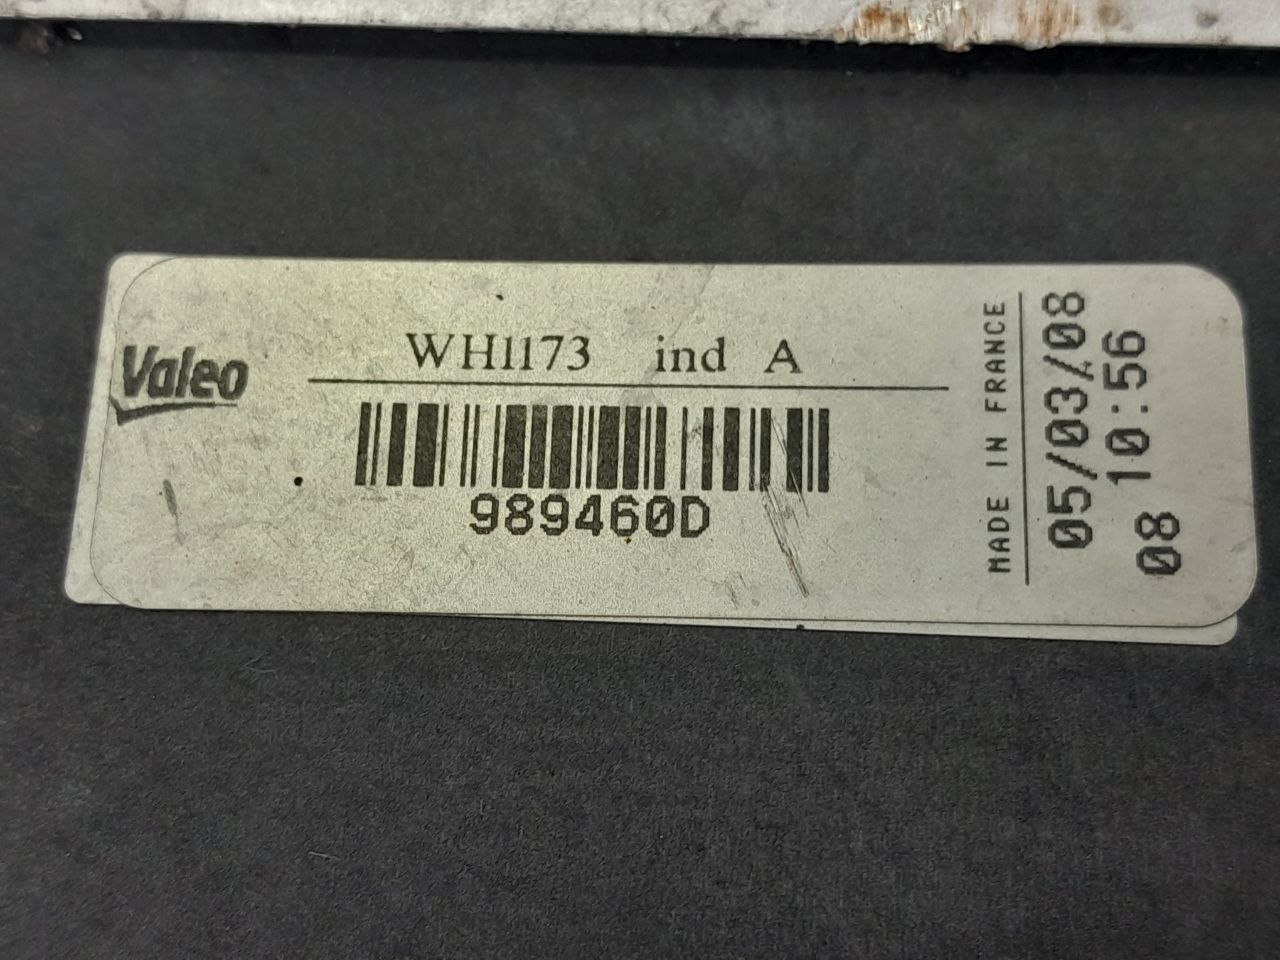 Valeo
WH1173 ind A
989460D
MADE IN FRANCE
05/03/08
10:56
08